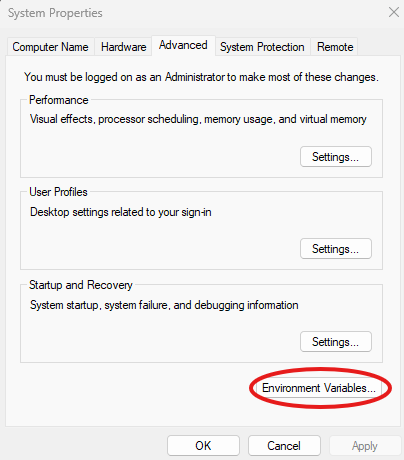 System Properties
Computer Name Hardware Advanced System Protection Remote
You must be logged on as an Administrator to make most of these changes.
Performance
Visual effects, processor scheduling, memory usage, and virtual memory
Settings...
User Profiles
Desktop settings related to your sign-in
Settings...
Startup and Recovery
System startup, system failure, and debugging information
Settings...
Environment Variables...
OK Cancel Apply